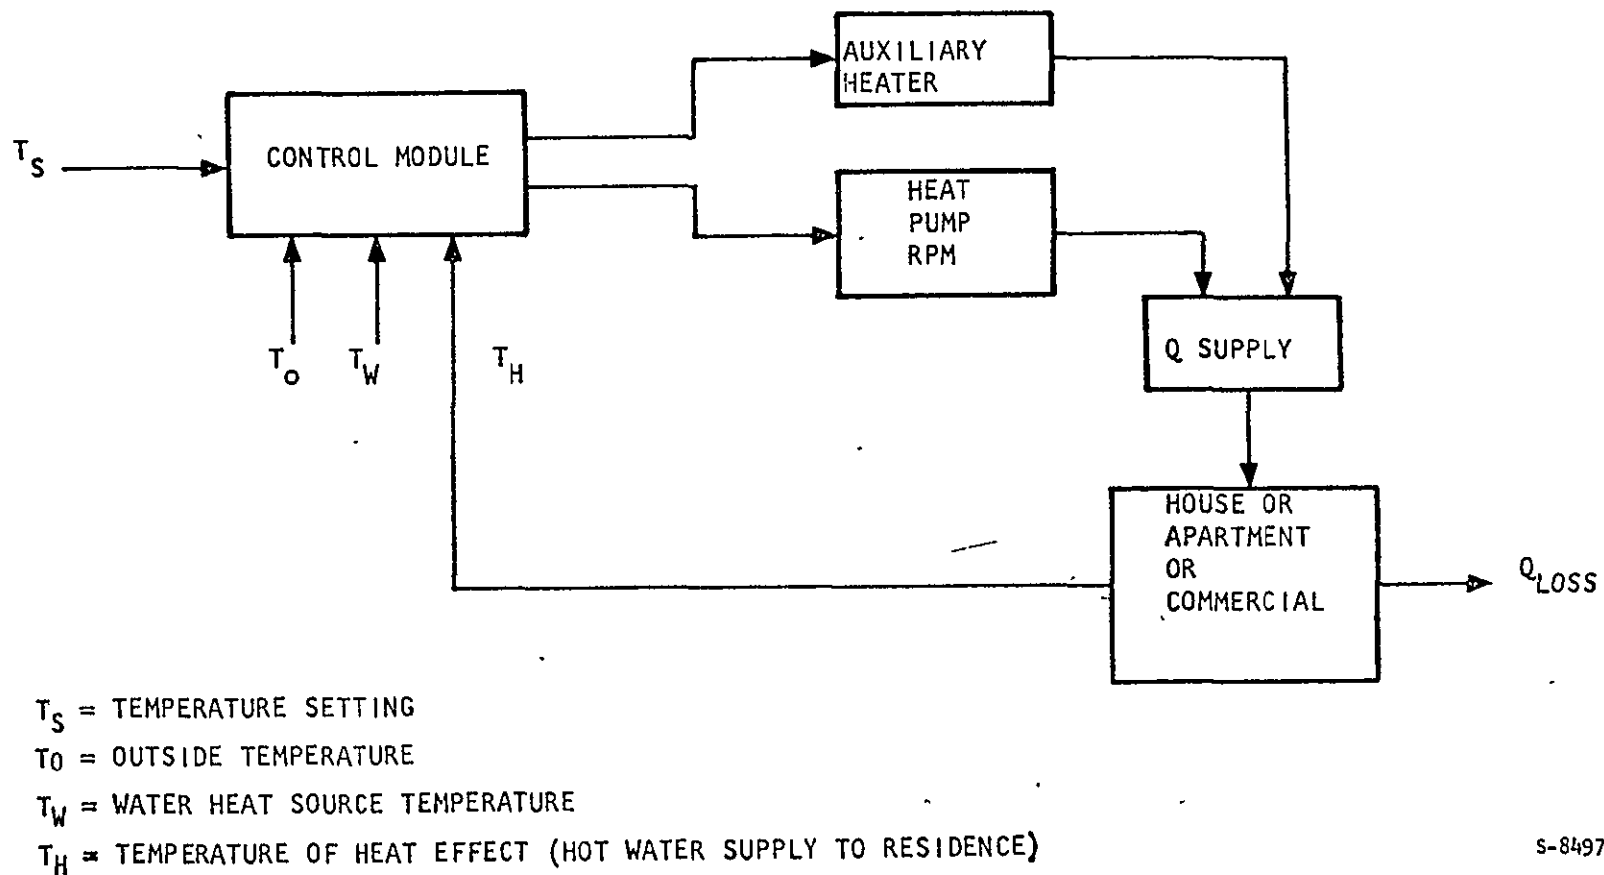 AUXILIARY
HEATER
T_S
CONTROL MODULE
HEAT
PUMP
RPM
T_O
T_W
T_H
Q SUPPLY
HOUSE OR
APARTMENT
OR
COMMERCIAL
Q_LOSS
T_S = TEMPERATURE SETTING
TO = OUTSIDE TEMPERATURE
T_W = WATER HEAT SOURCE TEMPERATURE
T_H = TEMPERATURE OF HEAT EFFECT (HOT WATER SUPPLY TO RESIDENCE)
S-8497